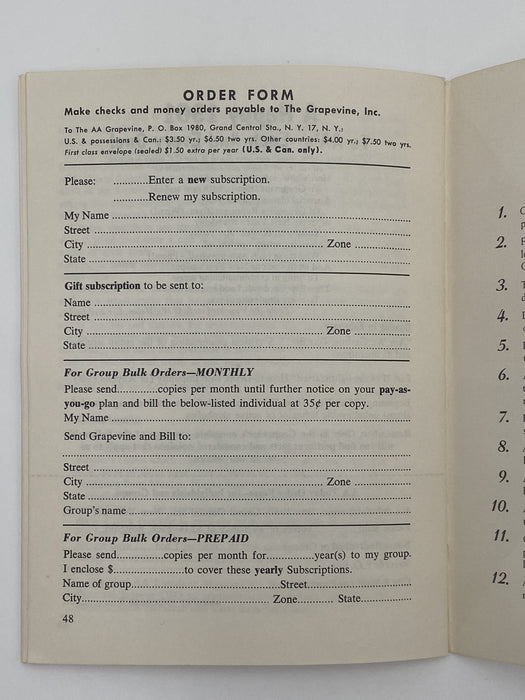 ORDER FORM
Make checks and money orders payable to The Grapevine, Inc.
To The AA Grapevine, P. O. Box 1980, Grand Central Sta., N. Y. 17, N. Y.:
U.S. & possessions & Can.: $3.50 yr.; $6.50 two yrs. Other countries: $4.00 yr.; $7.50 two yrs.
First class envelope (sealed) $1.50 extra per year (U.S. & Can. only).
Please: ............Enter a new subscription.
............Renew my subscription.
My Name
Street
City Zone
State
Gift subscription to be sent to:
Name
Street
City Zone
State
For Group Bulk Orders—MONTHLY
Please send..............copies per month until further notice on your pay-as-
you-go plan and bill the below-listed individual at 35¢ per copy.
My Name
Send Grapevine and Bill to:
Street
City Zone
State
Group's name
For Group Bulk Orders—PREPAID
Please send................copies per month for................year(s) to my group.
I enclose $........................to cover these yearly Subscriptions.
Name of group Street
City Zone State
48
1.
2.
3.
4.
5.
6.
7.
8.
9.
10.
11.
12.